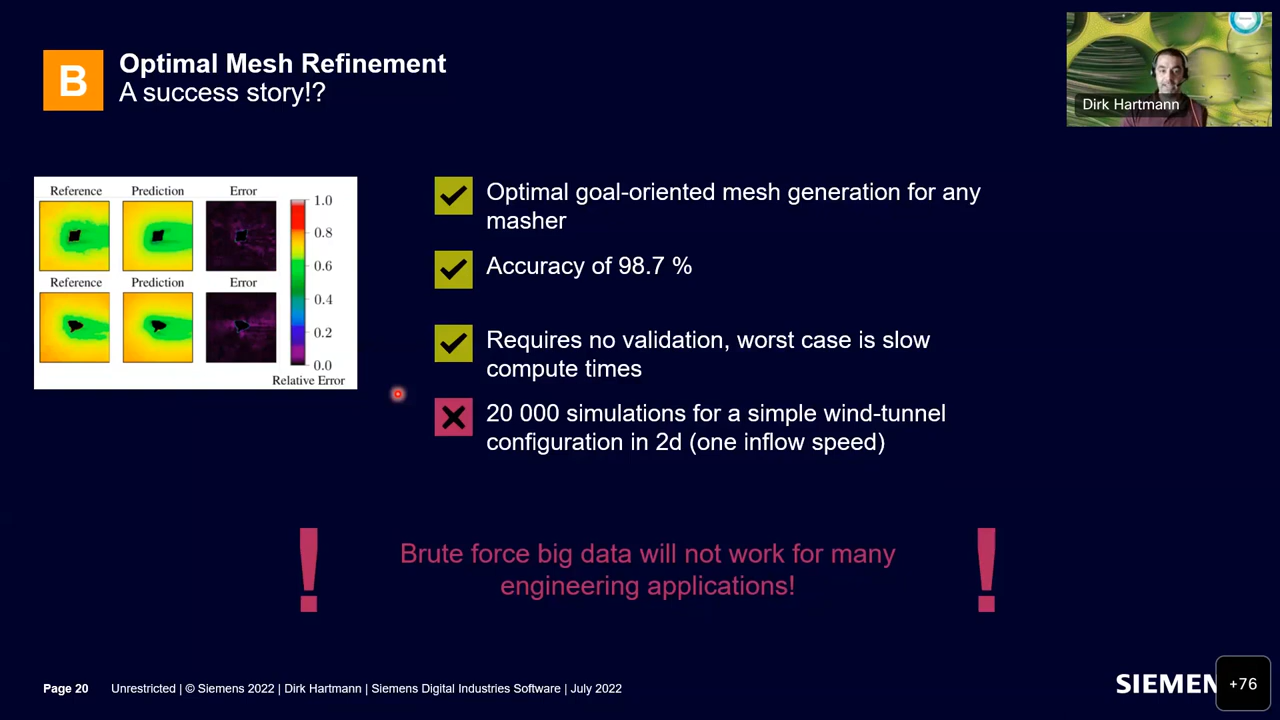 B
Optimal Mesh Refinement
A success story!?
Dirk Hartmann
Reference Prediction Error
1.0
0.8
0.6
0.4
0.2
0.0
Reference Prediction Error
Relative Error
Optimal goal-oriented mesh generation for any
masher
Accuracy of 98.7 %
Requires no validation, worst case is slow
compute times
20 000 simulations for a simple wind-tunnel
configuration in 2d (one inflow speed)
! Brute force big data will not work for many !
engineering applications!
Page 20 Unrestricted | © Siemens 2022 | Dirk Hartmann | Siemens Digital Industries Software | July 2022
SIEMEN
+76